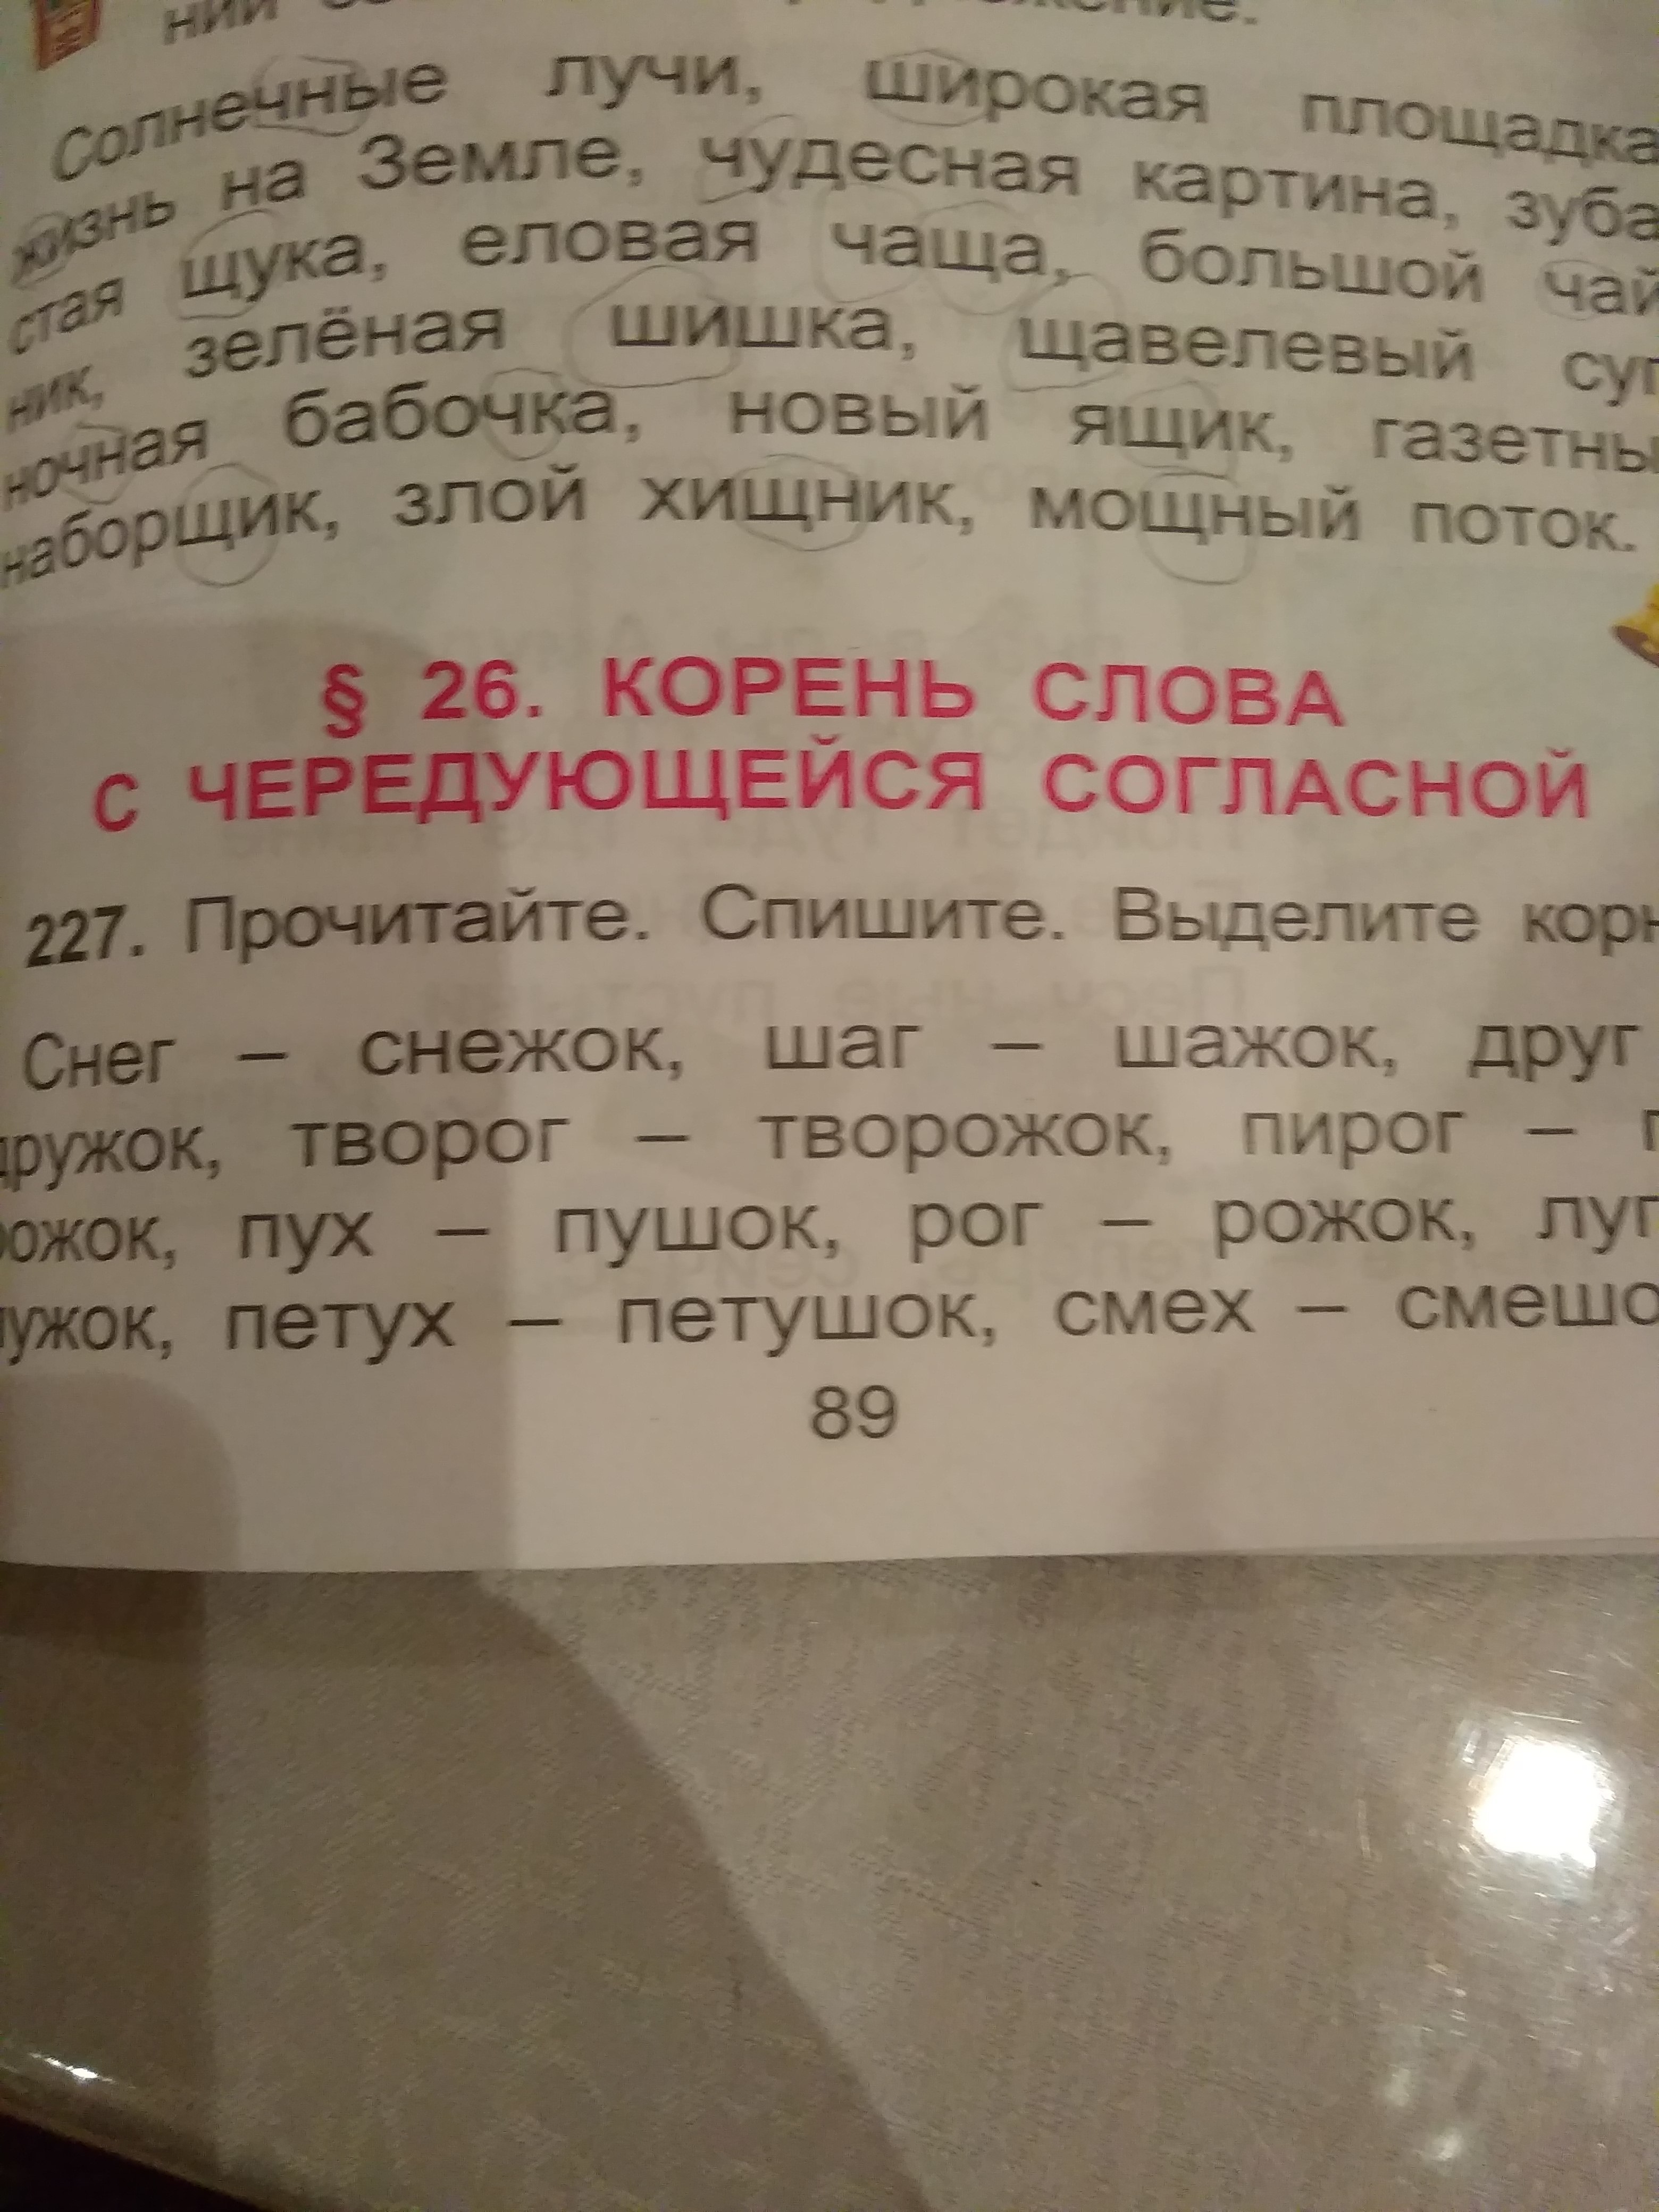 Солнечные лучи, широкая площадка
жизнь на Земле, чудесная картина, зуба
стая щука, еловая чаща, большой чай
ник, зелёная шишка, щавелевый суп
ночная бабочка, новый ящик, газетны
наборщик, злой хищник, мощный поток.
§ 26. КОРЕНЬ СЛОВА
С ЧЕРЕДУЮЩЕЙСЯ СОГЛАСНОЙ
227. Прочитайте. Спишите. Выделите корн
Снег – снежок, шаг – шажок, друг
дружок, творог – творожок, пирог –
рожок, пух – пушок, рог – рожок, луг
лужок, петух – петушок, смех – смешо
89